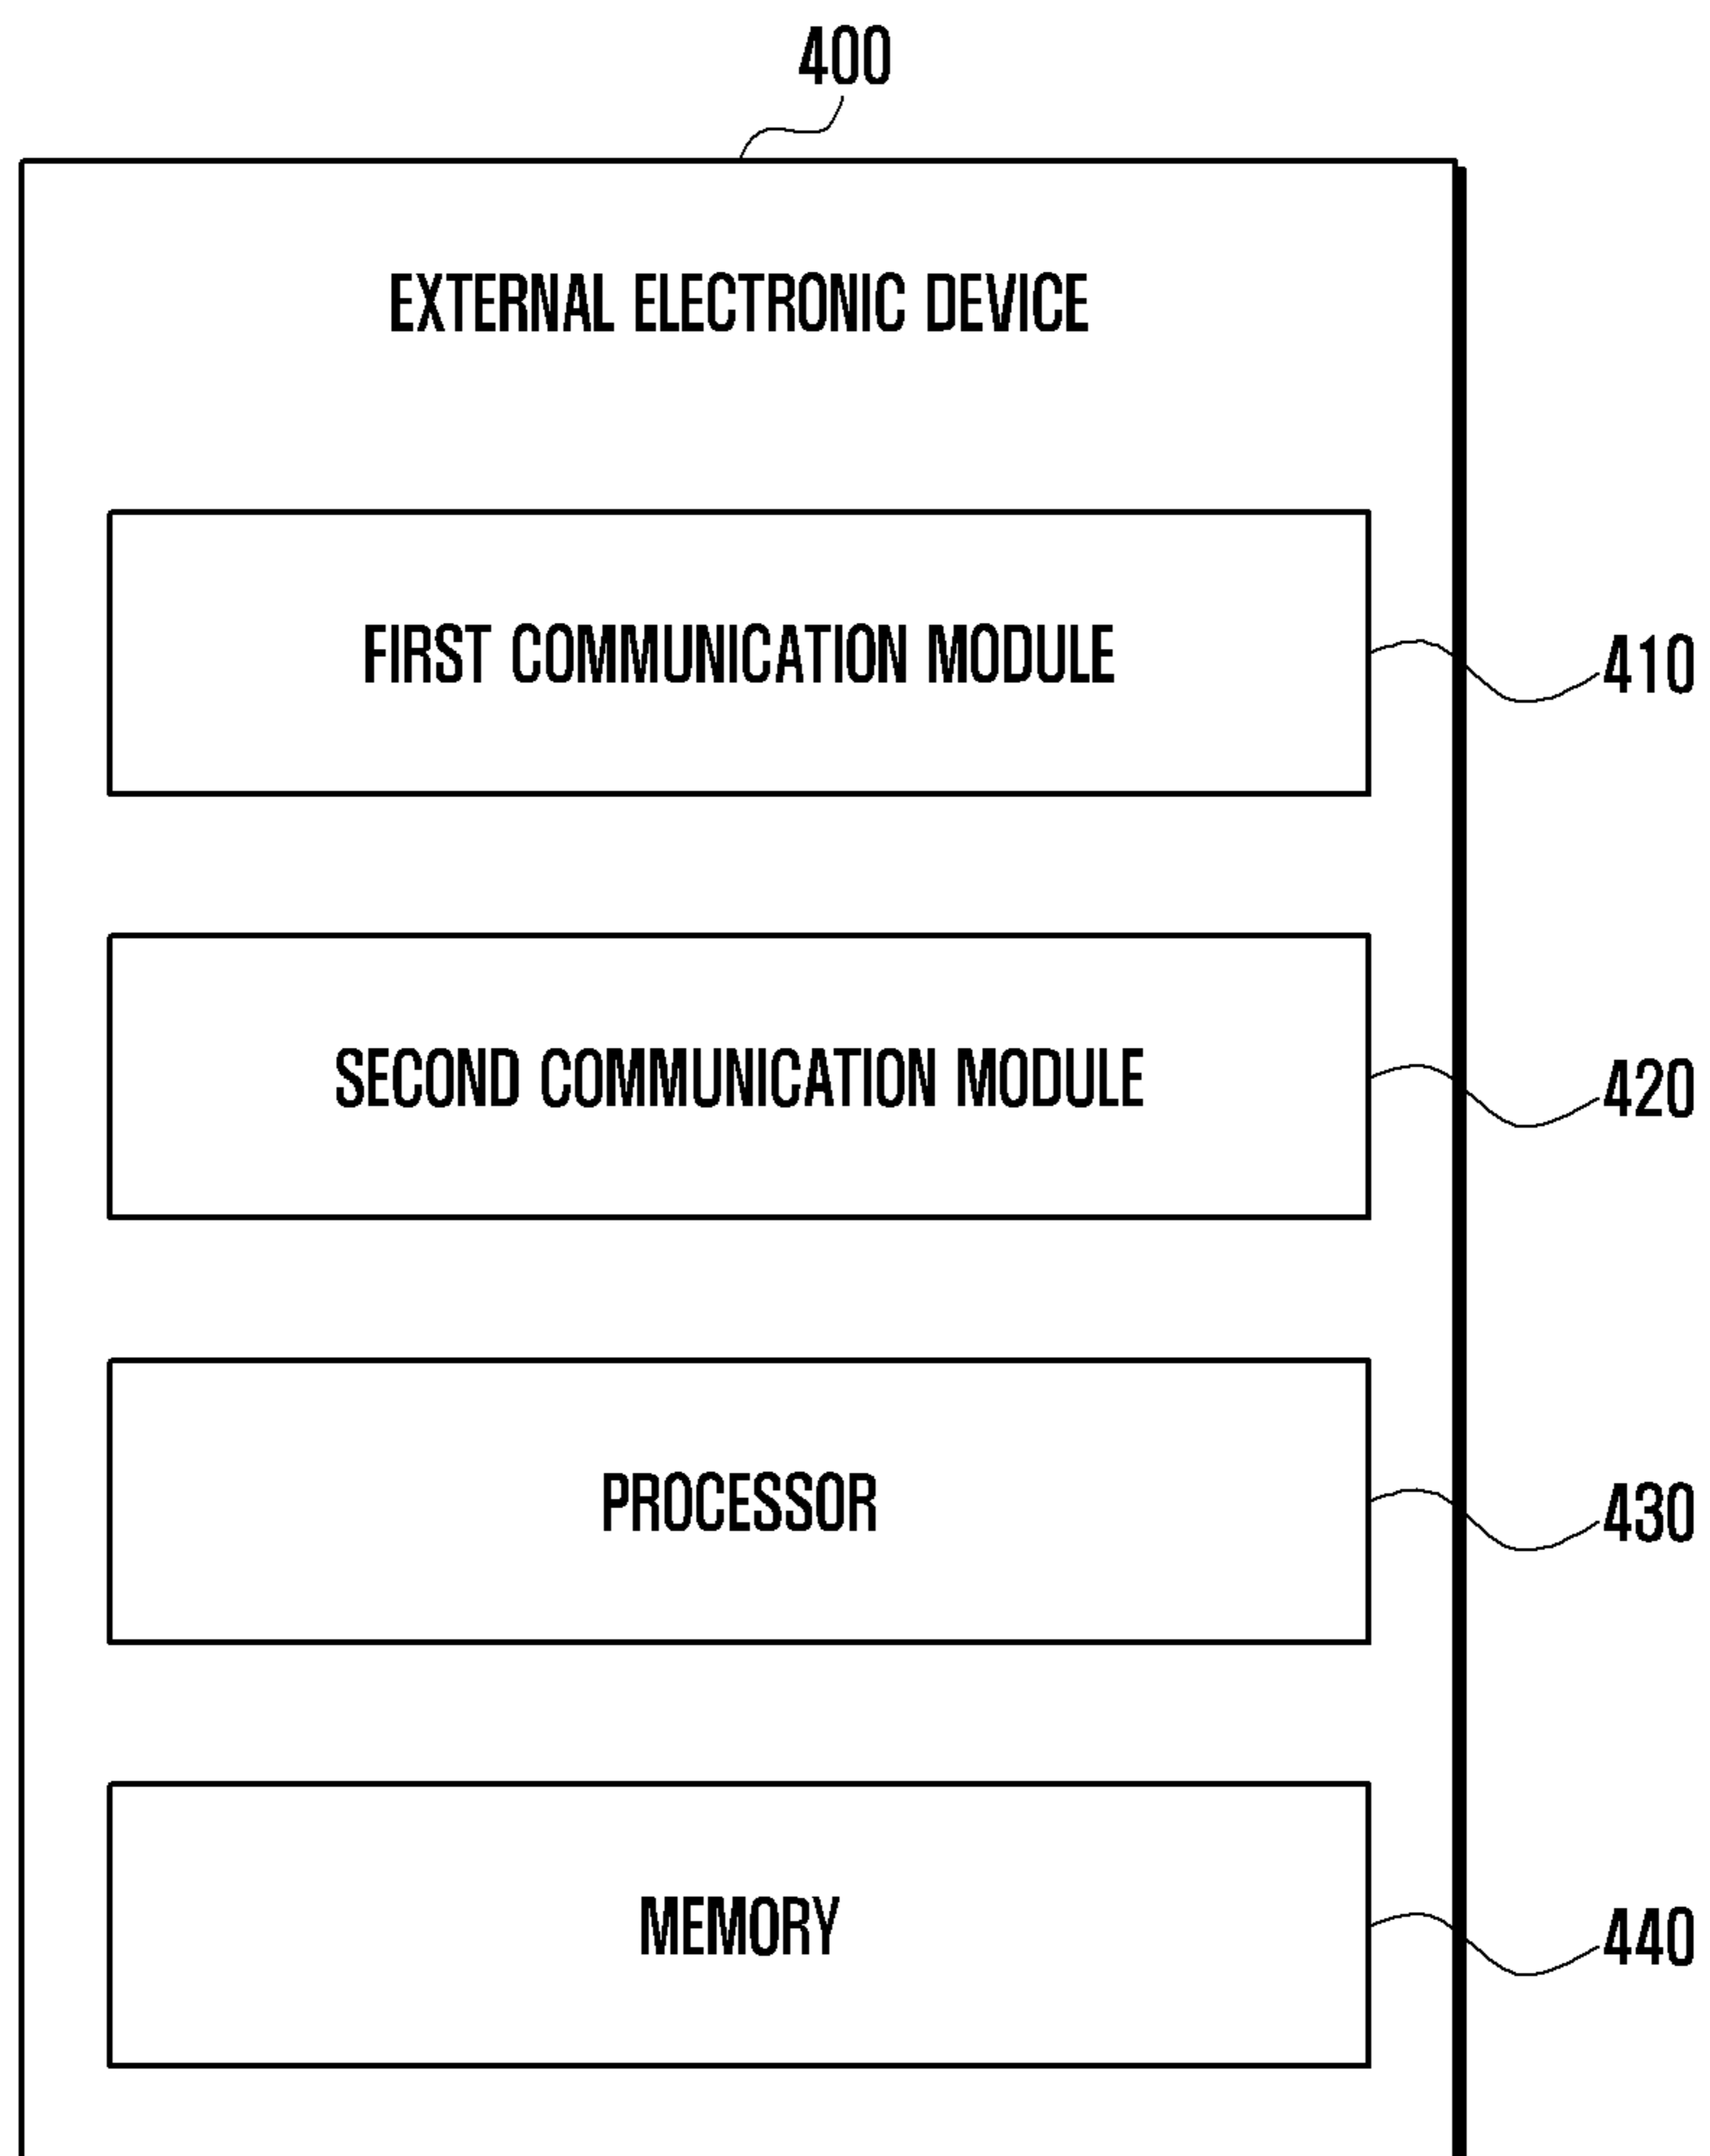 400
EXTERNAL ELECTRONIC DEVICE
FIRST COMMUNICATION MODULE
410
SECOND COMMUNICATION MODULE
420
PROCESSOR
430
MEMORY
440